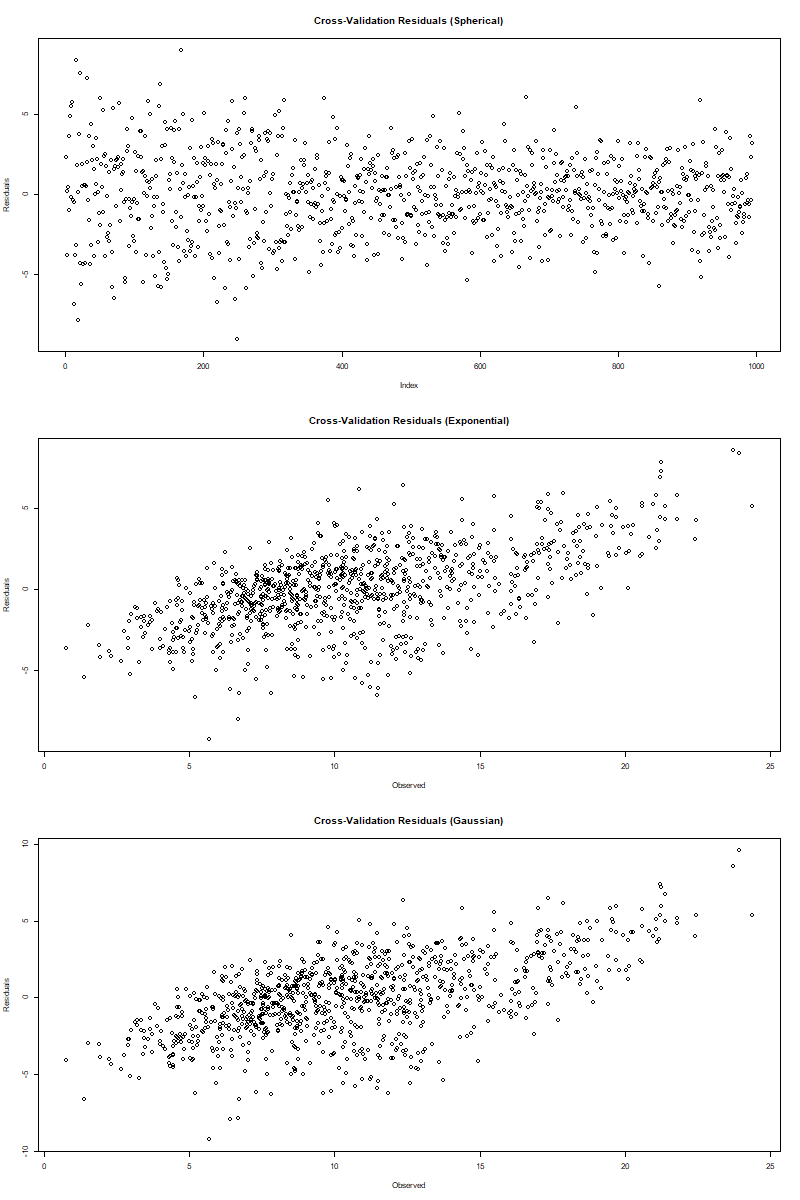 Cross-Validation Residuals (Spherical)
5
0
-5
Residuals
0 200 400 600 800 1000
Index
Cross-Validation Residuals (Exponential)
5
0
-5
Residuals
0 5 10 15 20 25
Observed
Cross-Validation Residuals (Gaussian)
10
5
0
-5
-10
Residuals
0 5 10 15 20 25
Observed